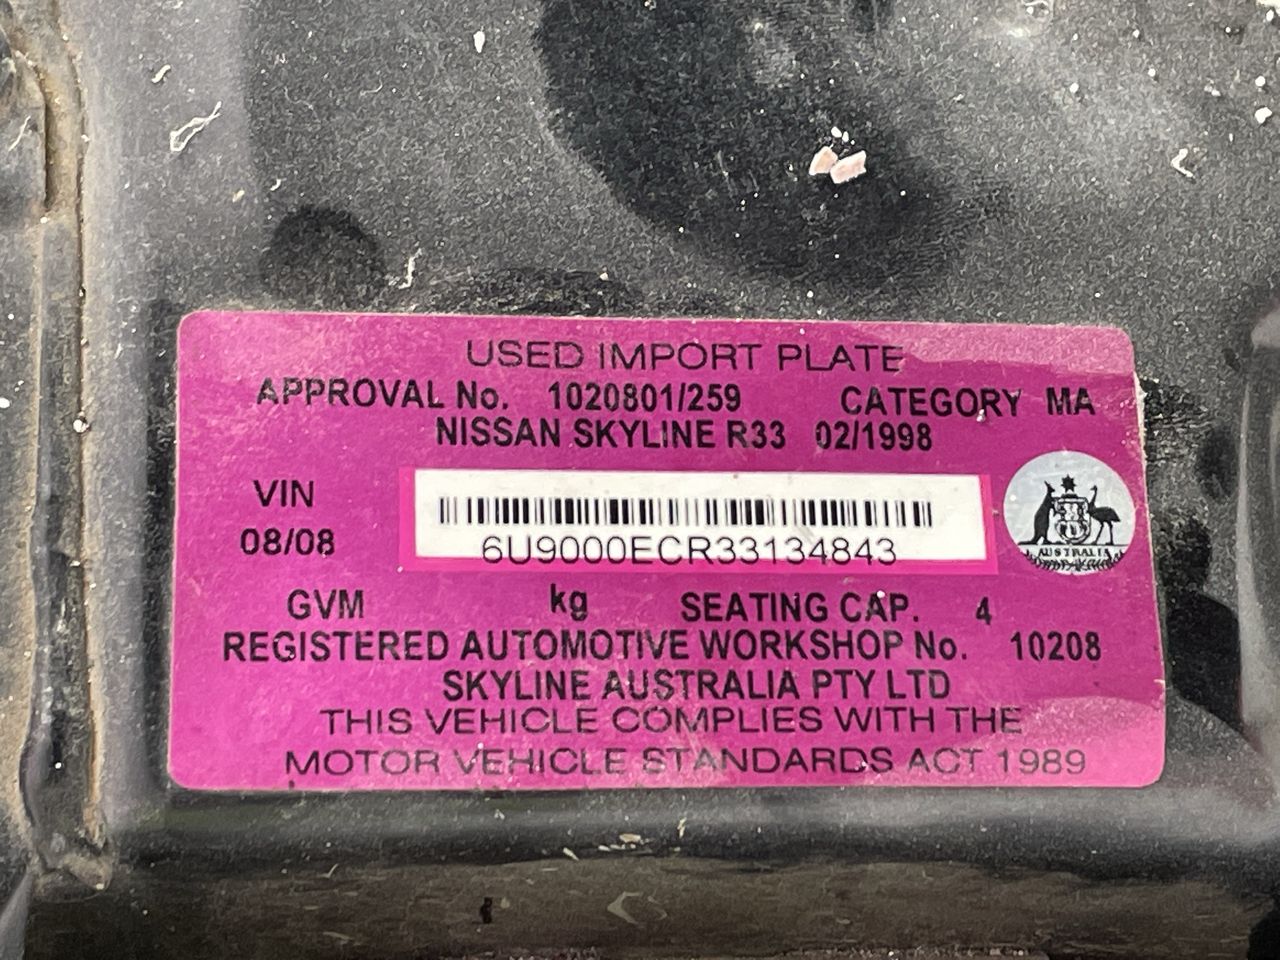 USED IMPORT PLATE
APPROVAL No. 1020801/259 CATEGORY MA
NISSAN SKYLINE R33 02/1998
VIN
08/08
6U9000ECR33134843
AUSTRALIA
GVM kg SEATING CAP. 4
REGISTERED AUTOMOTIVE WORKSHOP No. 10208
SKYLINE AUSTRALIA PTY LTD
THIS VEHICLE COMPLIES WITH THE
MOTOR VEHICLE STANDARDS ACT 1989